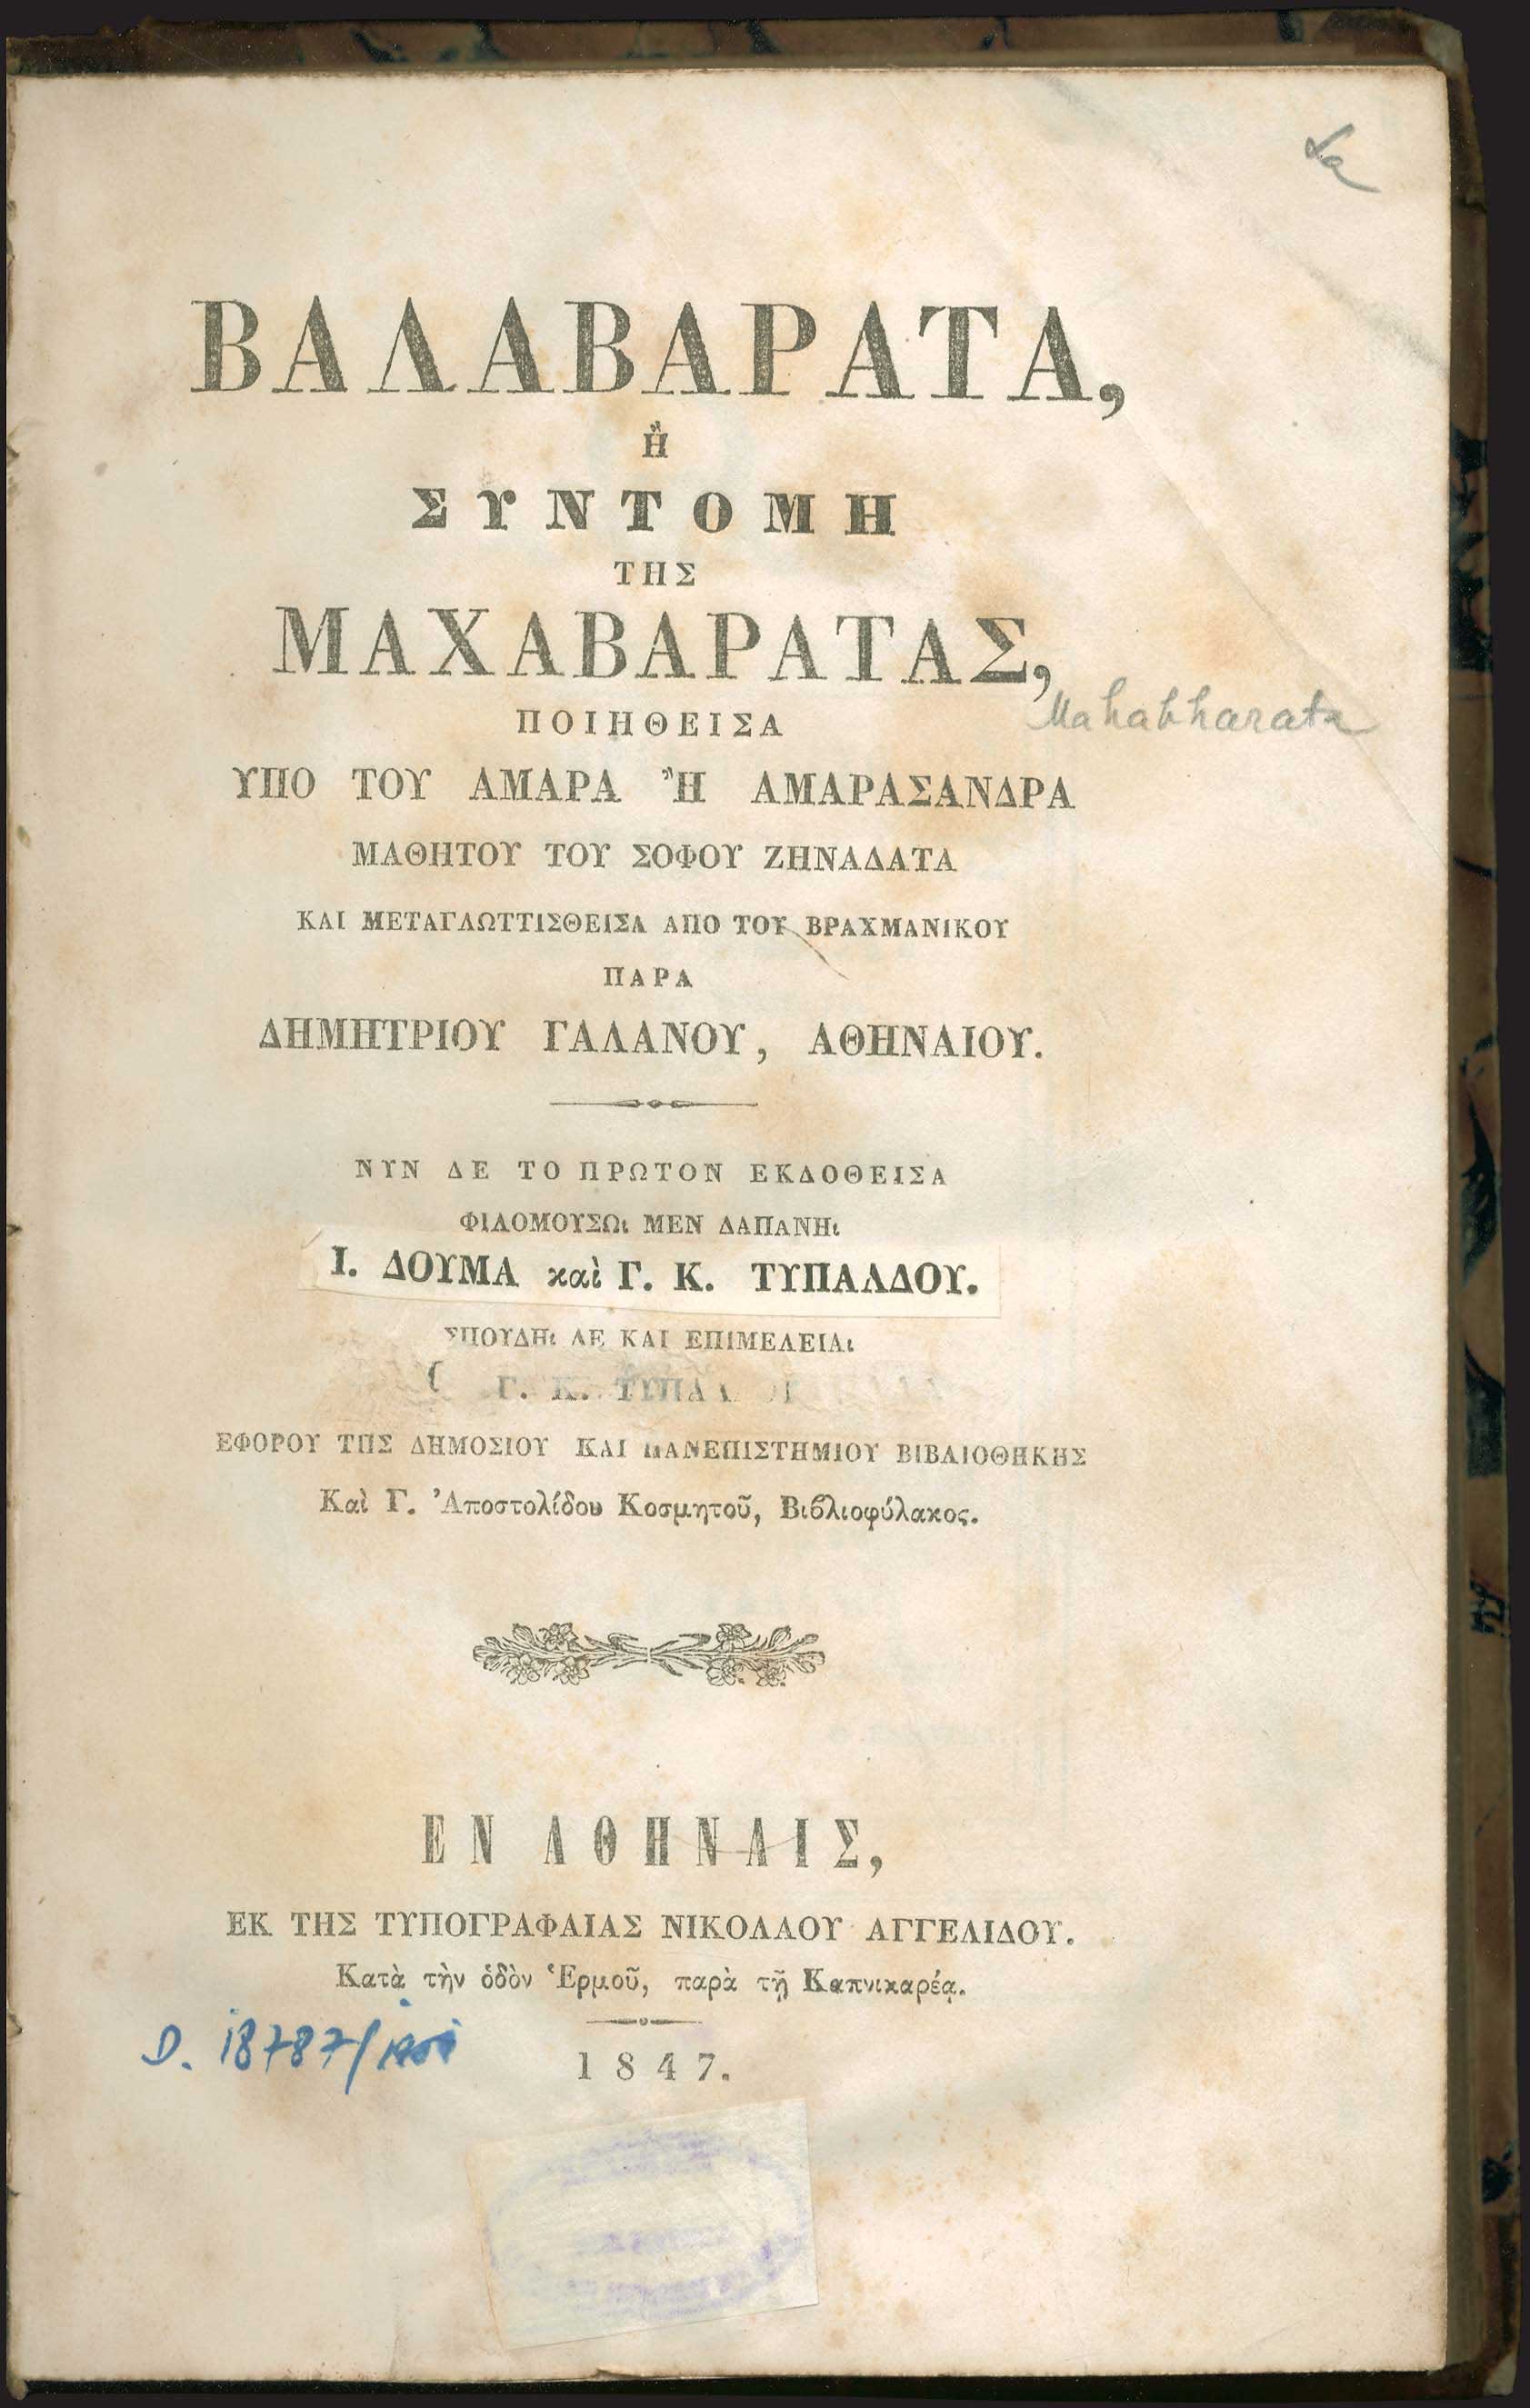 ΒΑΛΑΒΑΡΑΤΑ,
Ἢ
ΣΥΝΤΟΜΗ
ΤΗΣ
ΜΑΧΑΒΑΡΑΤΑΣ,
Mahabharata
ΠΟΙΗΘΕΙΣΑ
ΥΠΟ ΤΟΥ ΑΜΑΡΑ Ἢ ΑΜΑΡΑΣΑΝΔΡΑ
ΜΑΘΗΤΟΥ ΤΟΥ ΣΟΦΟΥ ΖΗΝΑΔΑΤΑ
ΚΑΙ ΜΕΤΑΓΛΩΤΤΙΣΘΕΙΣΑ ΑΠΟ ΤΟΥ ΒΡΑΧΜΑΝΙΚΟΥ
ΠΑΡΑ
ΔΗΜΗΤΡΙΟΥ ΓΑΛΑΝΟΥ, ΑΘΗΝΑΙΟΥ.
ΝΥΝ ΔΕ ΤΟ ΠΡΩΤΟΝ ΕΚΔΟΘΕΙΣΑ
ΦΙΛΟΜΟΥΣΩι ΜΕΝ ΔΑΠΑΝΗι
Ι. ΔΟΥΜΑ καὶ Γ. Κ. ΤΥΠΑΛΔΟΥ.
ΣΠΟΥΔΗι ΔΕ ΚΑΙ ΕΠΙΜΕΛΕΙΑι
Γ. Κ. ΤΥΠΑΛΔΟΥ
ΕΦΟΡΟΥ ΤΗΣ ΔΗΜΟΣΙΟΥ ΚΑΙ ΠΑΝΕΠΙΣΤΗΜΙΟΥ ΒΙΒΛΙΟΘΗΚΗΣ
Καὶ Γ. Ἀποστολίδου Κοσμητοῦ, Βιβλιοφύλακος.
ΕΝ ΑΘΗΝΑΙΣ,
ΕΚ ΤΗΣ ΤΥΠΟΓΡΑΦΑΙΑΣ ΝΙΚΟΛΑΟΥ ΑΓΓΕΛΙΔΟΥ.
Κατὰ τὴν ὁδὸν Ἑρμοῦ, παρὰ τῇ Καπνικαρέᾳ.
D. 18787/
1847.